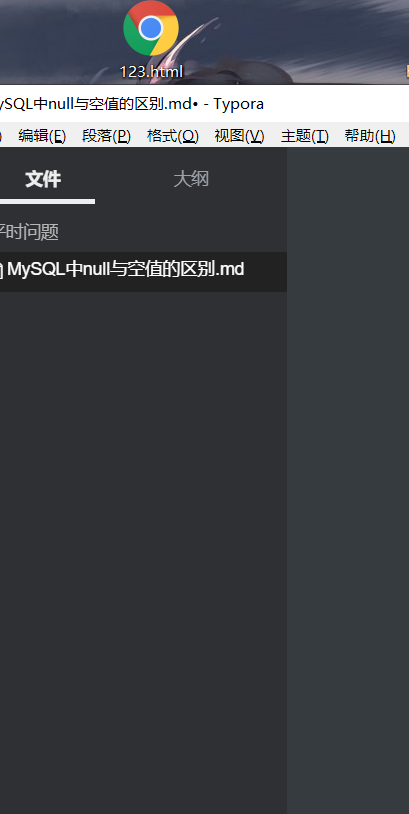 123.html
ySQL中null与空值的区别.md• - Typora
) 编辑(E) 段落(P) 格式(O) 视图(V) 主题(T) 帮助(H)
文件 大纲
平时问题
MySQL中null与空值的区别.md